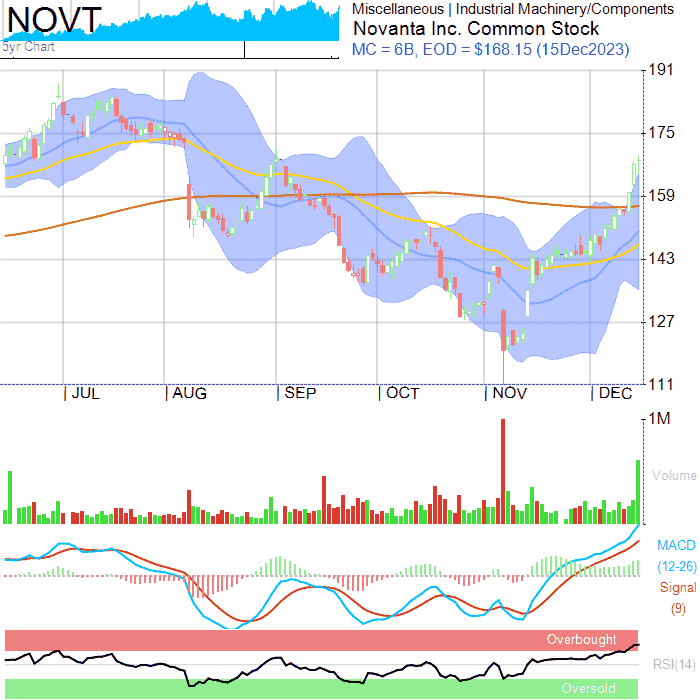 NOVT
5yr Chart
Miscellaneous | Industrial Machinery/Components
Novanta Inc. Common Stock
MC = 6B, EOD = $168.15 (15Dec2023)
191
175
159
143
127
111
JUL
AUG
SEP
OCT
NOV
DEC
1M
Volume
MACD
(12-26)
Signal
(9)
Overbought
RSI(14)
Oversold